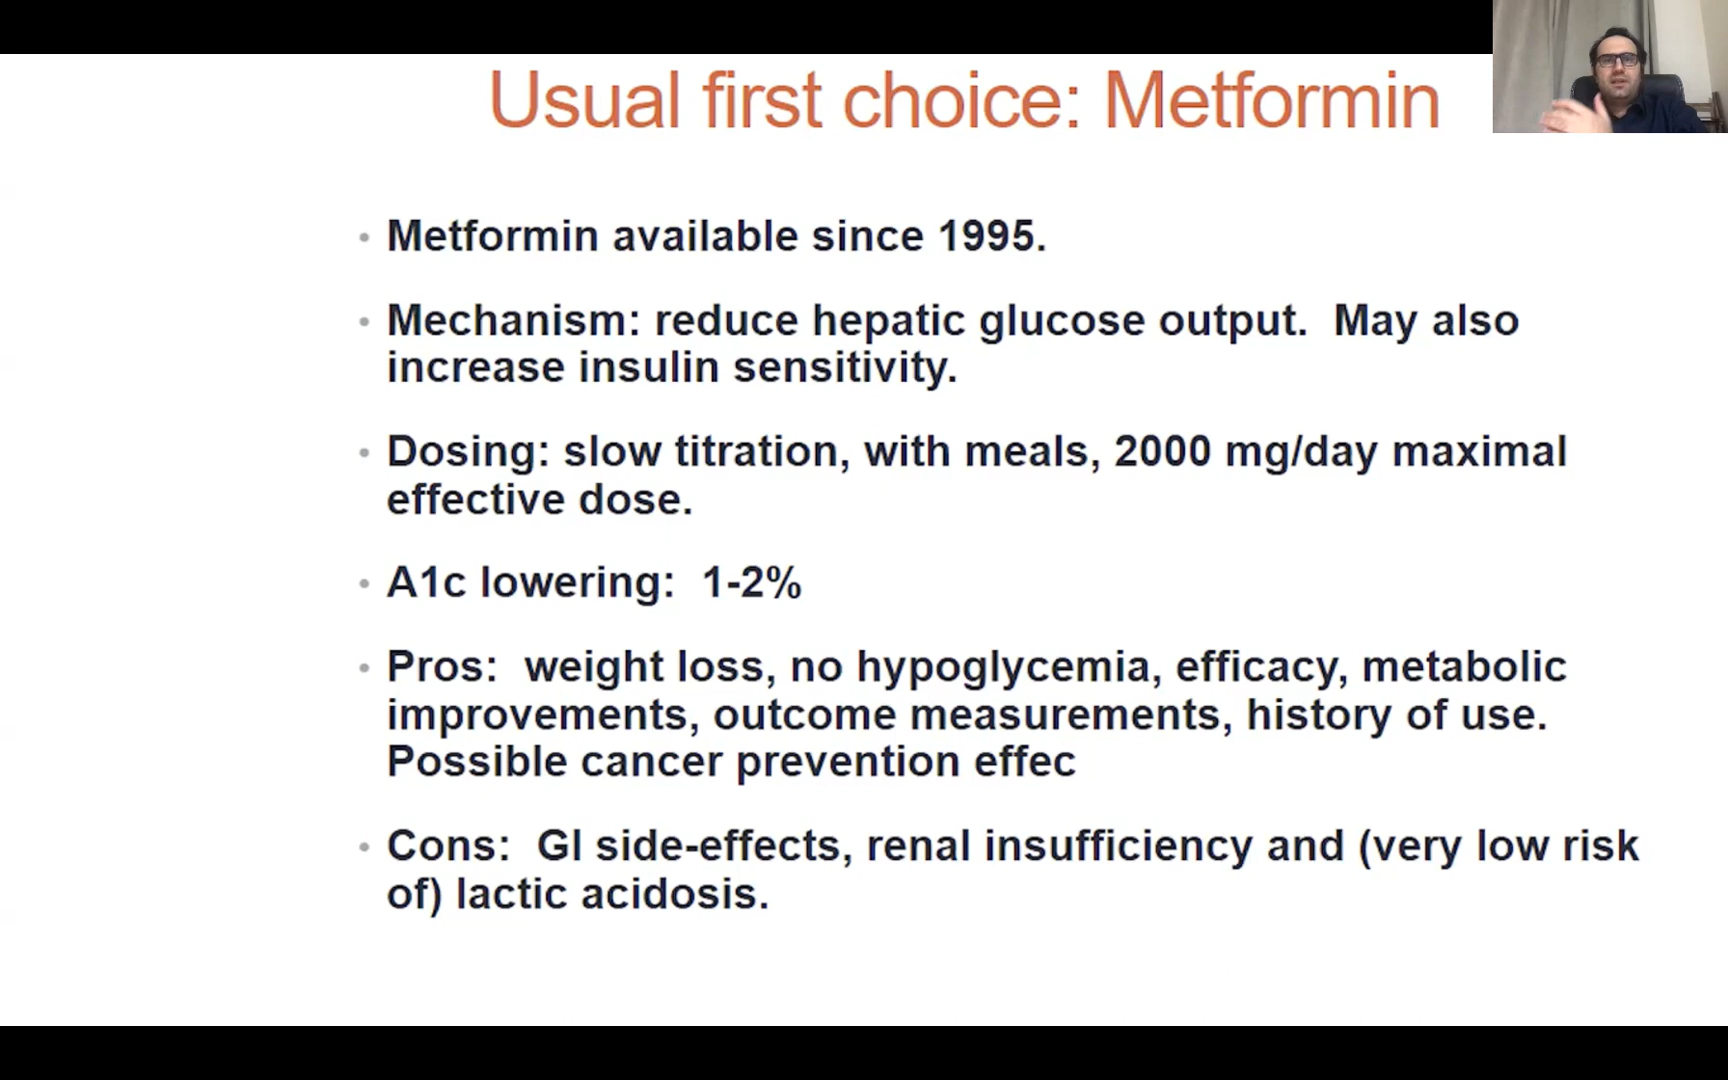 Usual first choice: Metformin
• Metformin available since 1995.
• Mechanism: reduce hepatic glucose output.  May also
increase insulin sensitivity.
• Dosing: slow titration, with meals, 2000 mg/day maximal
effective dose.
• A1c lowering:  1-2%
• Pros:  weight loss, no hypoglycemia, efficacy, metabolic
improvements, outcome measurements, history of use.
Possible cancer prevention effec
• Cons:  GI side-effects, renal insufficiency and (very low risk
of) lactic acidosis.